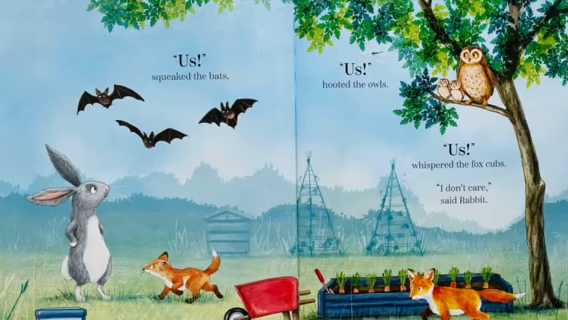 “Us!”
squeaked the bats.
“Us!”
hooted the owls.
“Us!”
whispered the fox cubs.
“I don’t care,”
said Rabbit.